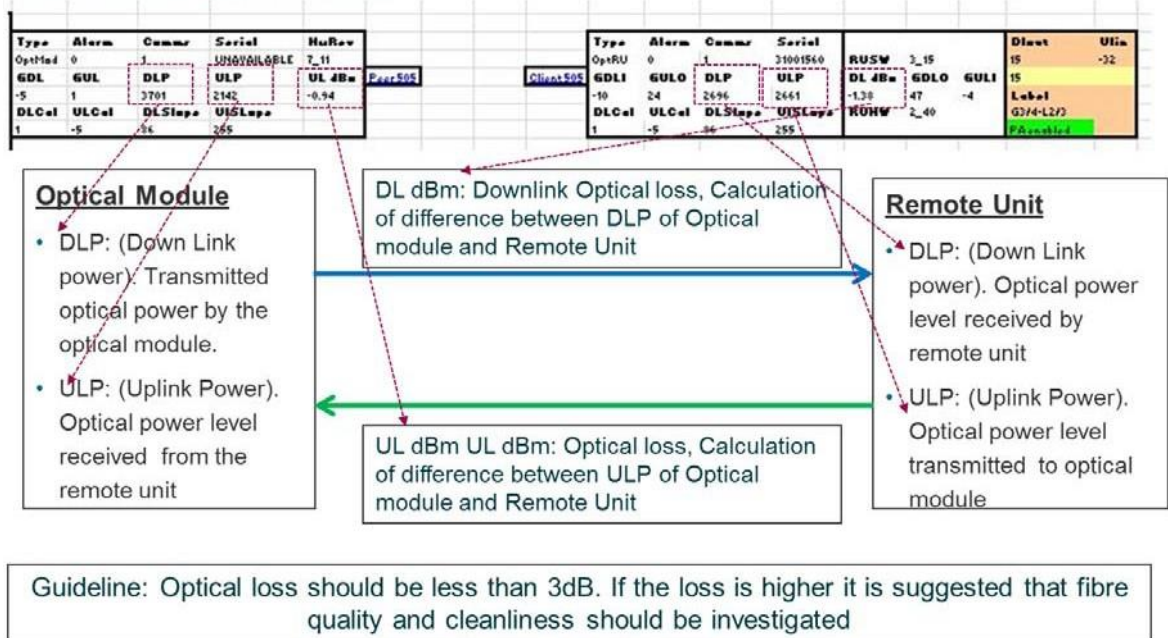 Type Alarm Comms Serial HuRev
OptMod 0 1 UNAVAILABLE 7_11
GDL GUL DLP ULP UL dBm Peer505
-5 1 3701 2142 -0.94
DLCal ULCal DLSlope
1 -5 255
Type Alarm Comms Serial
OptRU 0 1 31001560 RUSW 3_15
Client505 GDLI GULO DLP ULP DL dBm GDLO GULI
-10 24 2696 2661 -1.38 47 -4
DLCal ULCal DLSlope RUHW 2_40
1 -5 255
15 -32
15
Label
G3/4-L2/3
PA enabled
Optical Module
• DLP: (Down Link
power). Transmitted
optical power by the
optical module.
• ULP: (Uplink Power).
Optical power level
received from the
remote unit
DL dBm: Downlink Optical loss, Calculation
of difference between DLP of Optical
module and Remote Unit
UL dBm UL dBm: Optical loss, Calculation
of difference between ULP of Optical
module and Remote Unit
Remote Unit
• DLP: (Down Link
power). Optical power
level received by
remote unit
• ULP: (Uplink Power).
Optical power level
transmitted to optical
module
Guideline: Optical loss should be less than 3dB. If the loss is higher it is suggested that fibre
quality and cleanliness should be investigated